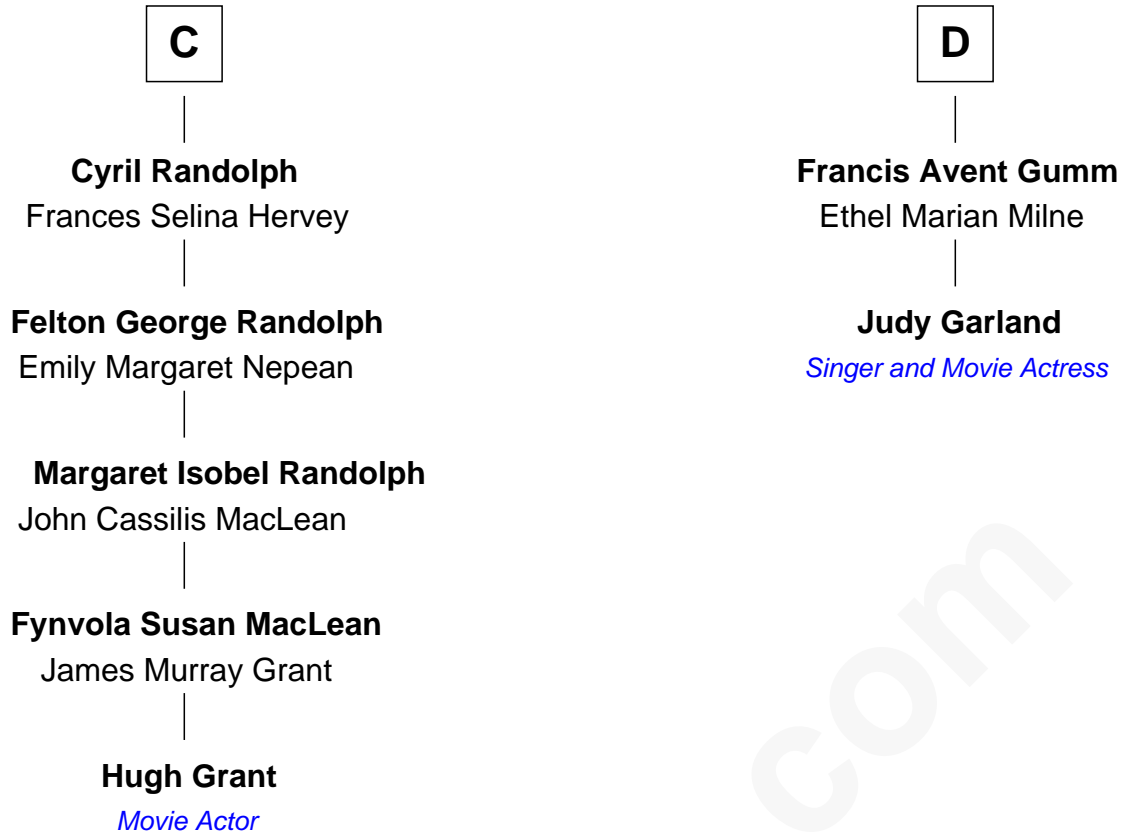 C
Cyril Randolph
Frances Selina Hervey
Felton George Randolph
Emily Margaret Nepean
Margaret Isobel Randolph
John Cassilis MacLean
Fynvola Susan MacLean
James Murray Grant
Hugh Grant
Movie Actor
D
Francis Avent Gumm
Ethel Marian Milne
Judy Garland
Singer and Movie Actress
com